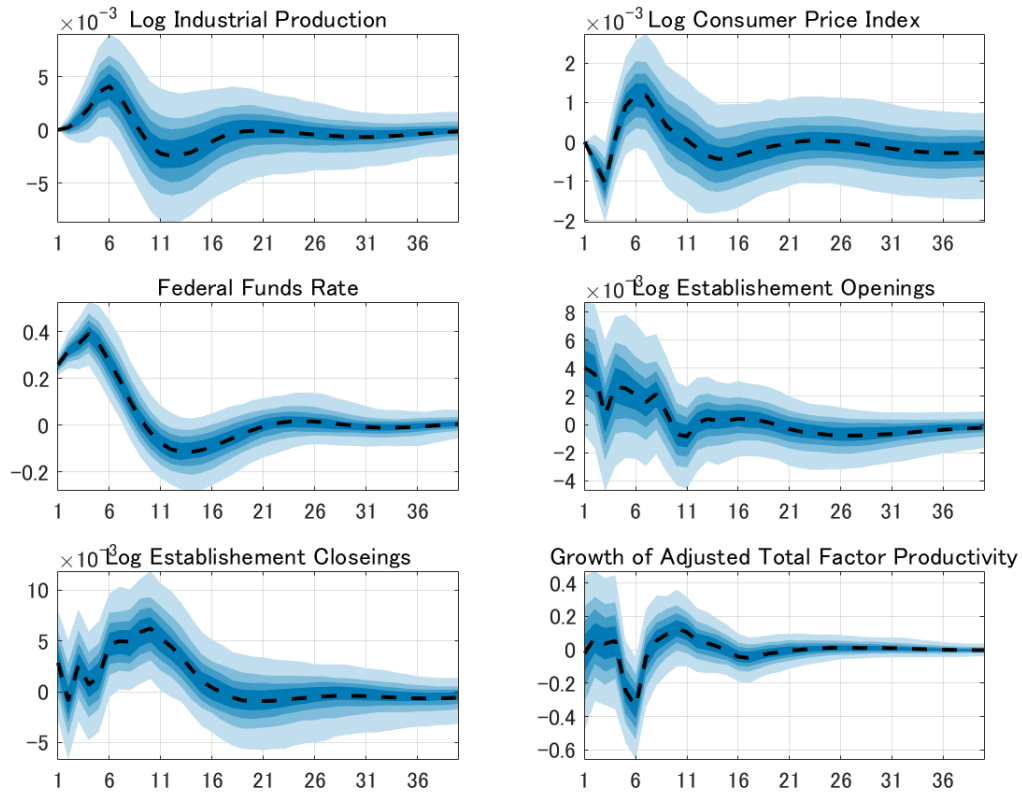 ×10⁻³ Log Industrial Production
5
0
−5
1 6 11 16 21 26 31 36
×10⁻³ Log Consumer Price Index
2
1
0
−1
−2
1 6 11 16 21 26 31 36
Federal Funds Rate
0.4
0.2
0
−0.2
1 6 11 16 21 26 31 36
×10⁻³ Log Establishement Openings
8
6
4
2
0
−2
−4
1 6 11 16 21 26 31 36
×10⁻³ Log Establishement Closeings
10
5
0
−5
1 6 11 16 21 26 31 36
Growth of Adjusted Total Factor Productivity
0.4
0.2
0
−0.2
−0.4
−0.6
1 6 11 16 21 26 31 36